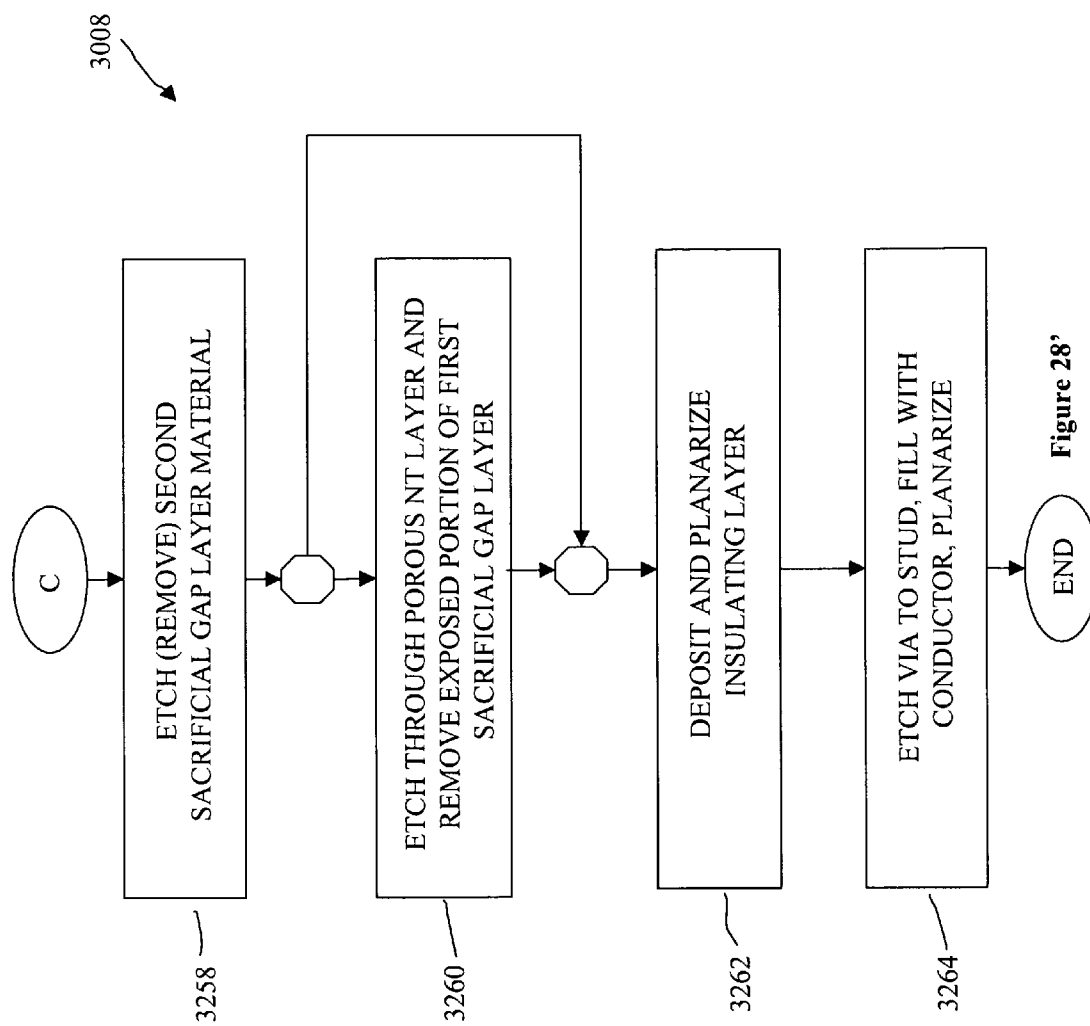 3008
C
ETCH (REMOVE) SECOND
SACRIFICIAL GAP LAYER MATERIAL
3258
ETCH THROUGH POROUS NT LAYER AND
REMOVE EXPOSED PORTION OF FIRST
SACRIFICIAL GAP LAYER
3260
DEPOSIT AND PLANARIZE
INSULATING LAYER
3262
ETCH VIA TO STUD, FILL WITH
CONDUCTOR, PLANARIZE
3264
END
Figure 28’